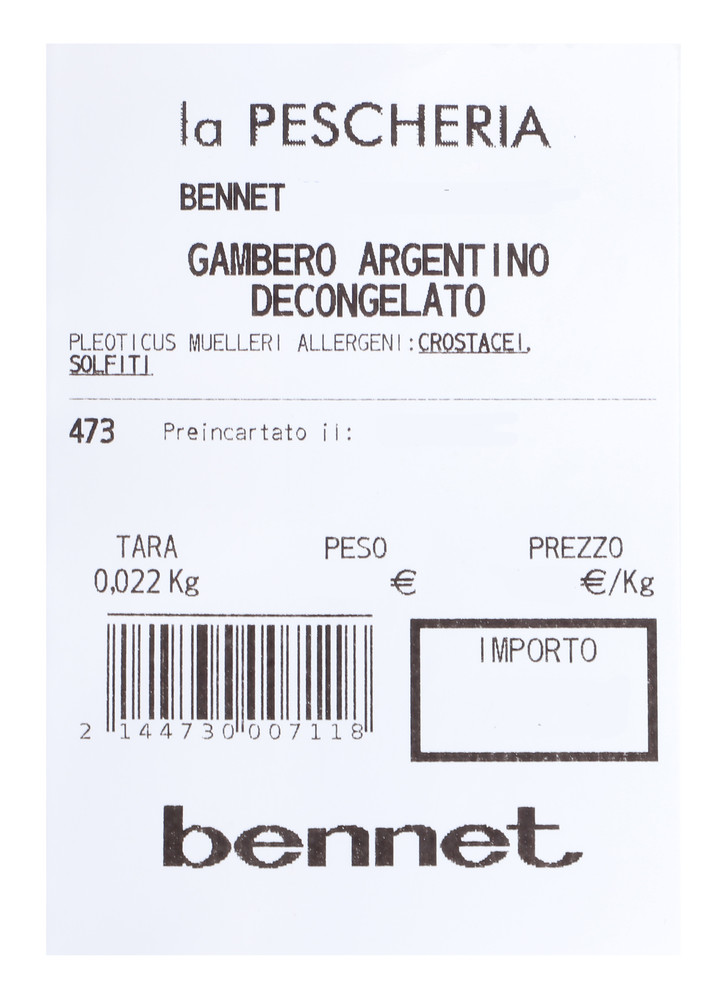 la PESCHERIA
BENNET
GAMBERO ARGENTINO
DECONGELATO
PLEOTICUS MUELLERI ALLERGENI:CROSTACEI,
SOLFITI
473 Preincartato il:
TARA PESO PREZZO
0,022 Kg € €/Kg
IMPORTO
2 144730 007118
bennet